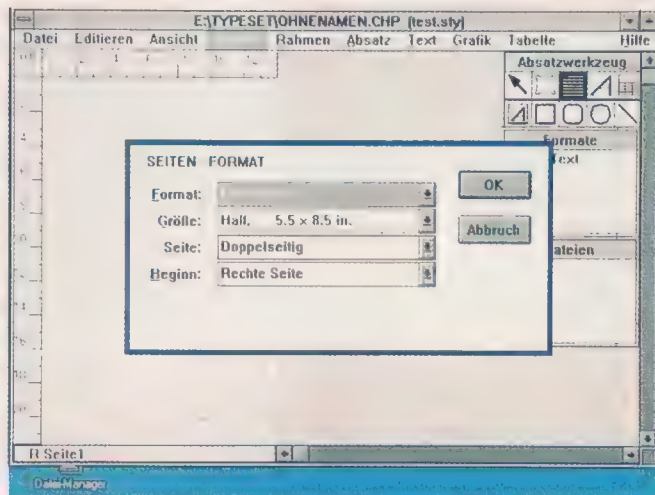 E:\TYPESET\OHNENAMEN.CHP (test.sty)
Datei Editieren Ansicht Rahmen Absatz Text Grafik Tabelle Hilfe
Absatzwerkzeug
Formate
Text
SEITEN FORMAT
Format:
Größe: Half, 5.5 x 8.5 in.
Seite: Doppelseitig
Beginn: Rechte Seite
OK
Abbruch
ateien
R Seite1
Datei-Manager